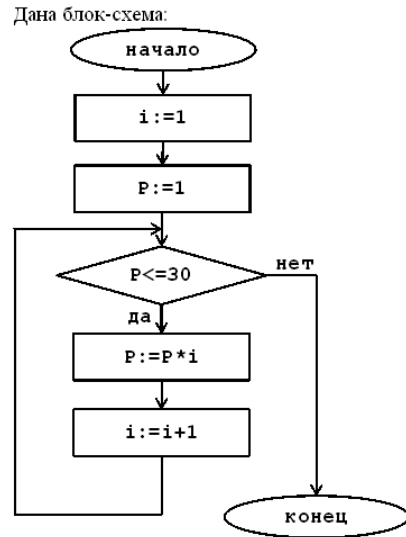 Дана блок-схема:
начало
i:=1
P:=1
P<=30
нет
да
P:=P*i
i:=i+1
конец